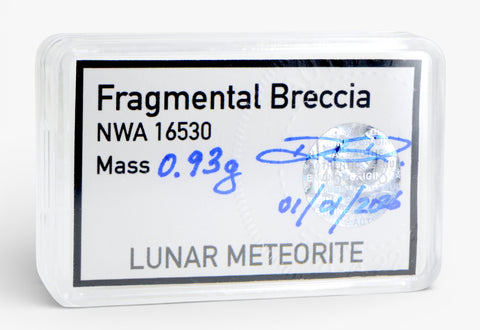 Fragmental Breccia
NWA 16530
Mass 0.93g
01/01/2026
LUNAR METEORITE